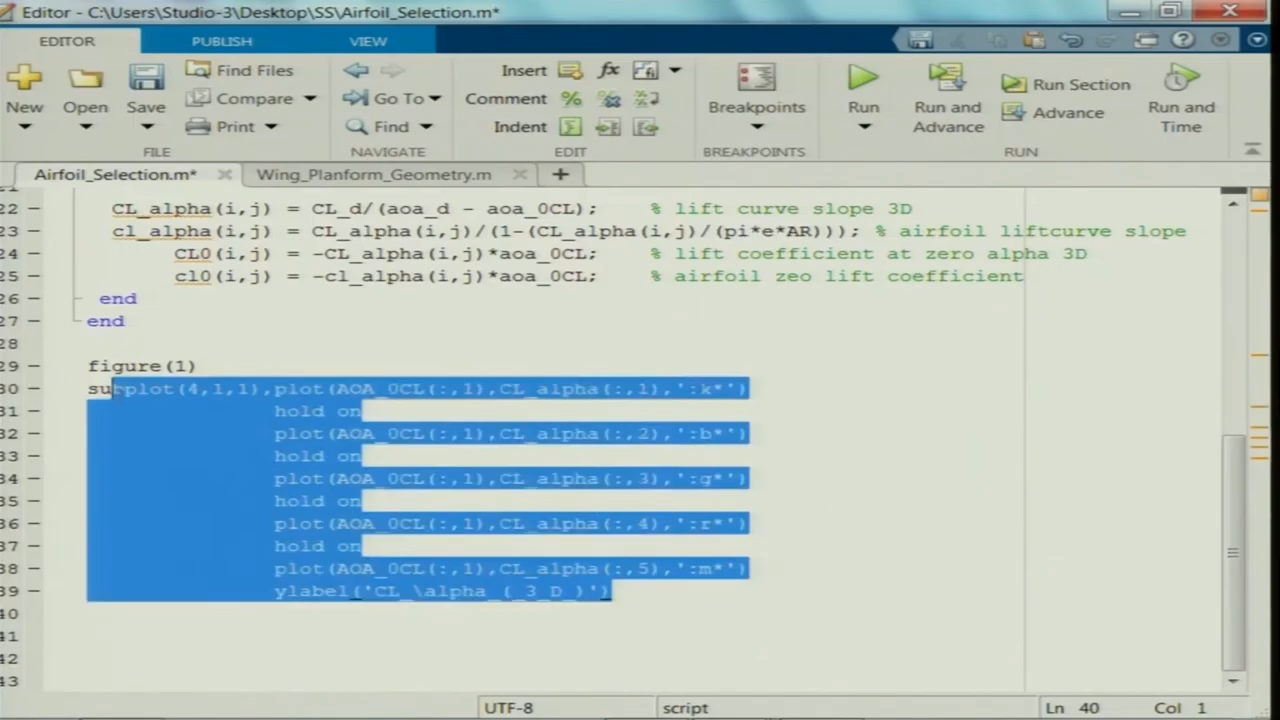 Editor - C:\Users\Studio-3\Desktop\SS\Airfoil_Selection.m*
EDITOR PUBLISH VIEW
New Open Save Find Files Compare Print
Go To Find
Insert fx
Comment
Indent
Breakpoints
Run
Run and Advance
Run Section
Advance
Run and Time
FILE NAVIGATE EDIT BREAKPOINTS RUN
Airfoil_Selection.m* Wing_Planform_Geometry.m
22 CL_alpha(i,j) = CL_d/(aoa_d - aoa_0CL); % lift curve slope 3D
23 cl_alpha(i,j) = CL_alpha(i,j)/(1-(CL_alpha(i,j)/(pi*e*AR))); % airfoil liftcurve slope
24 CL0(i,j) = -CL_alpha(i,j)*aoa_0CL; % lift coefficient at zero alpha 3D
25 cl0(i,j) = -cl_alpha(i,j)*aoa_0CL; % airfoil zeo lift coefficient
26 end
27 end
28
29 figure(1)
30 subplot(4,1,1),plot(AOA_0CL(:,1),CL_alpha(:,1),':k*')
31 hold on
32 plot(AOA_0CL(:,1),CL_alpha(:,2),':b*')
33 hold on
34 plot(AOA_0CL(:,1),CL_alpha(:,3),':g*')
35 hold on
36 plot(AOA_0CL(:,1),CL_alpha(:,4),':r*')
37 hold on
38 plot(AOA_0CL(:,1),CL_alpha(:,5),':m*')
39 ylabel('CL_\alpha_(_3_D_)')
40
41
42
43
UTF-8 script Ln 40 Col 1